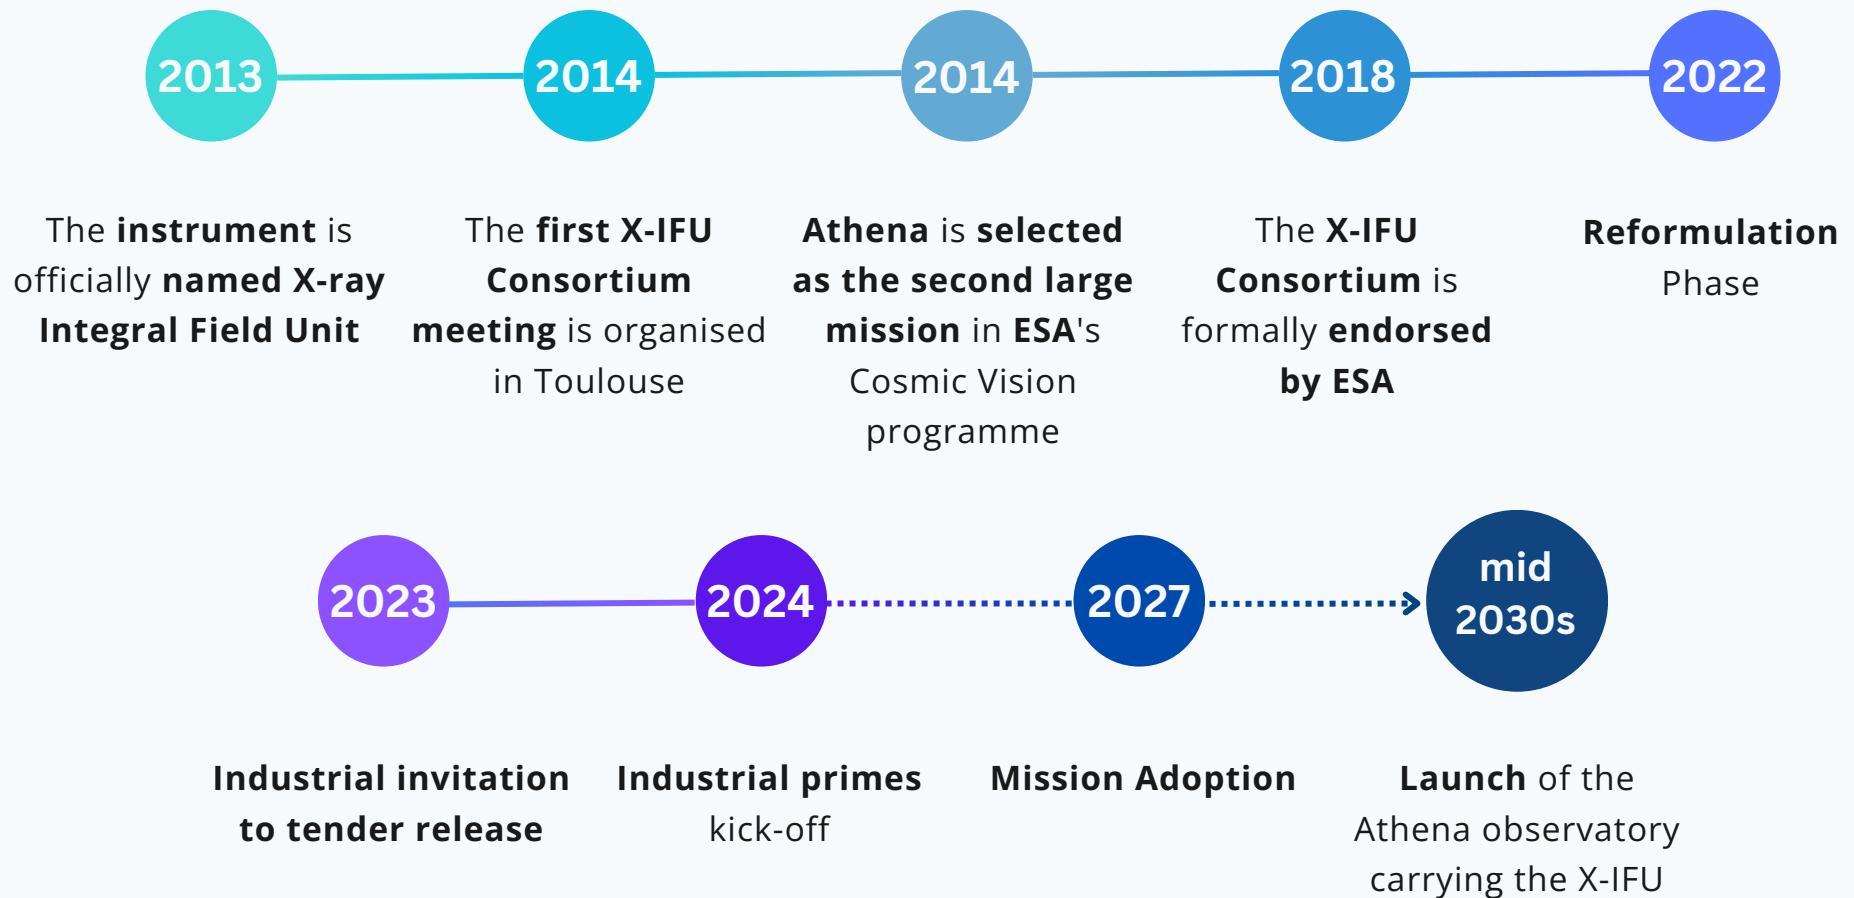 2013
2014
2014
2018
2022
The instrument is
officially named X-ray
Integral Field Unit
The first X-IFU
Consortium
meeting is organised
in Toulouse
Athena is selected
as the second large
mission in ESA's
Cosmic Vision
programme
The X-IFU
Consortium is
formally endorsed
by ESA
Reformulation
Phase
2023
2024
2027
mid
2030s
Industrial invitation
to tender release
Industrial primes
kick-off
Mission Adoption
Launch of the
Athena observatory
carrying the X-IFU